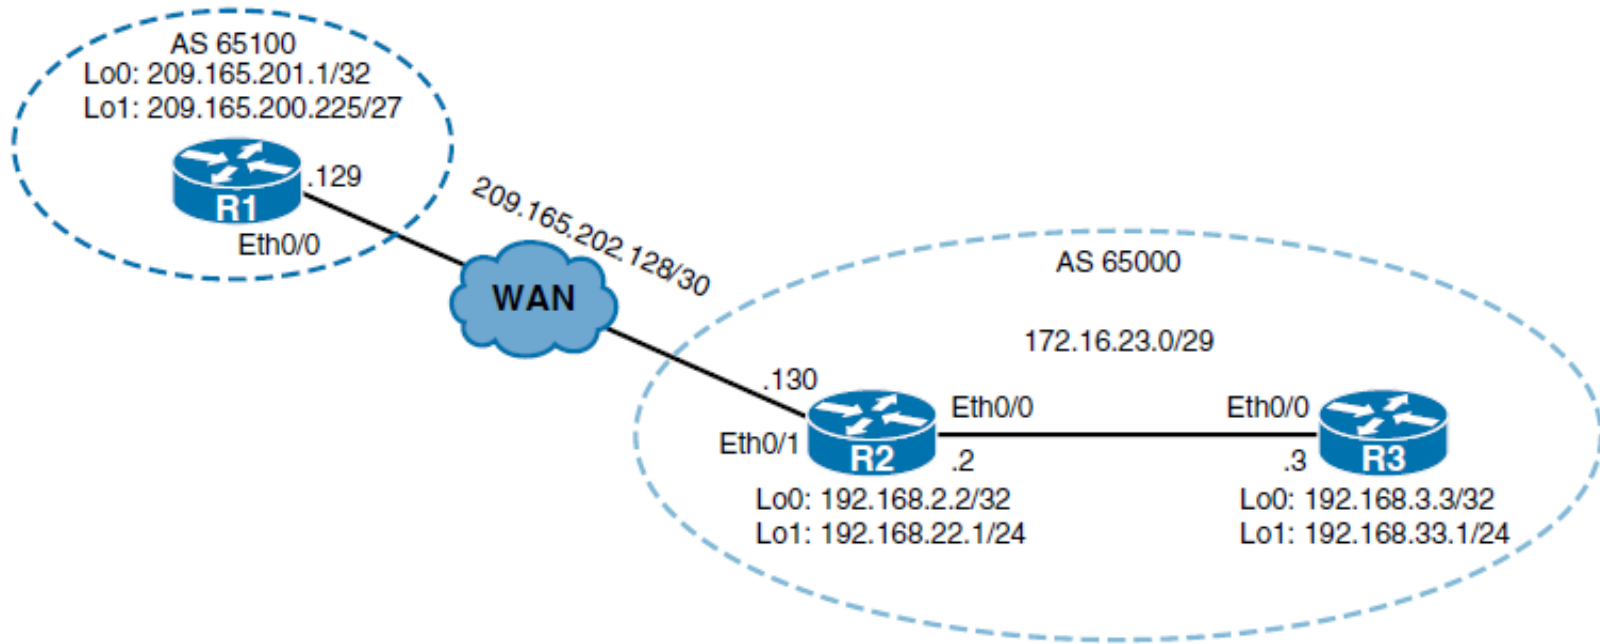 AS 65100
Lo0: 209.165.201.1/32
Lo1: 209.165.200.225/27
.129
R1
Eth0/0
209.165.202.128/30
WAN
AS 65000
172.16.23.0/29
.130
Eth0/0
Eth0/0
Eth0/1
R2
.2
.3
R3
Lo0: 192.168.2.2/32
Lo1: 192.168.22.1/24
Lo0: 192.168.3.3/32
Lo1: 192.168.33.1/24